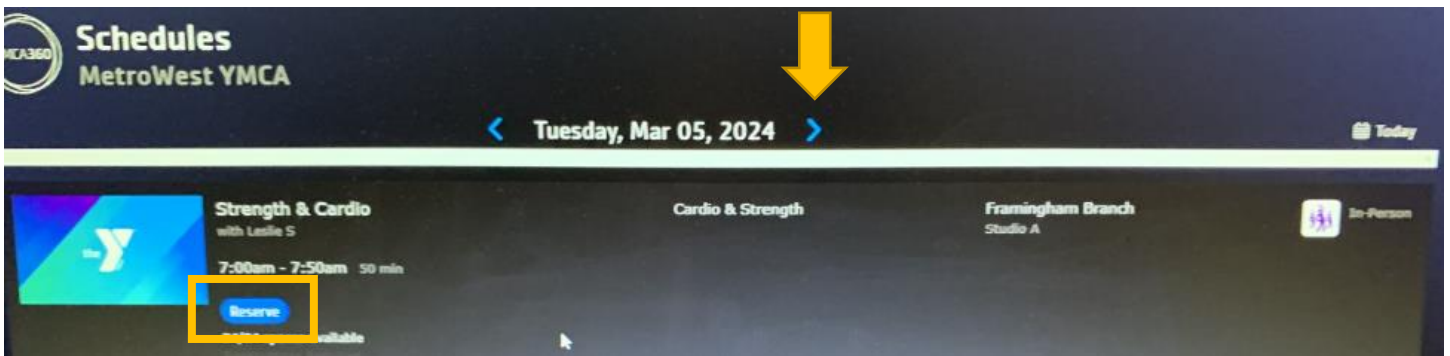 Schedules
MetroWest YMCA
Tuesday, Mar 05, 2024
Today
Strength & Cardio
with Leslie S
Cardio & Strength
Framingham Branch
Studio A
In-Person
the
7:00am - 7:50am 50 min
Reserve